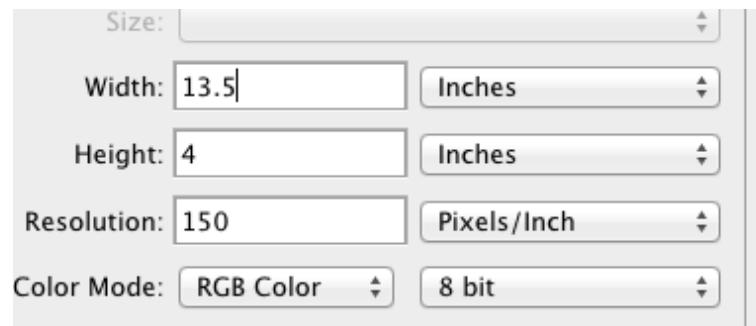 Size:
Width: 13.5 Inches
Height: 4 Inches
Resolution: 150 Pixels/Inch
Color Mode: RGB Color 8 bit